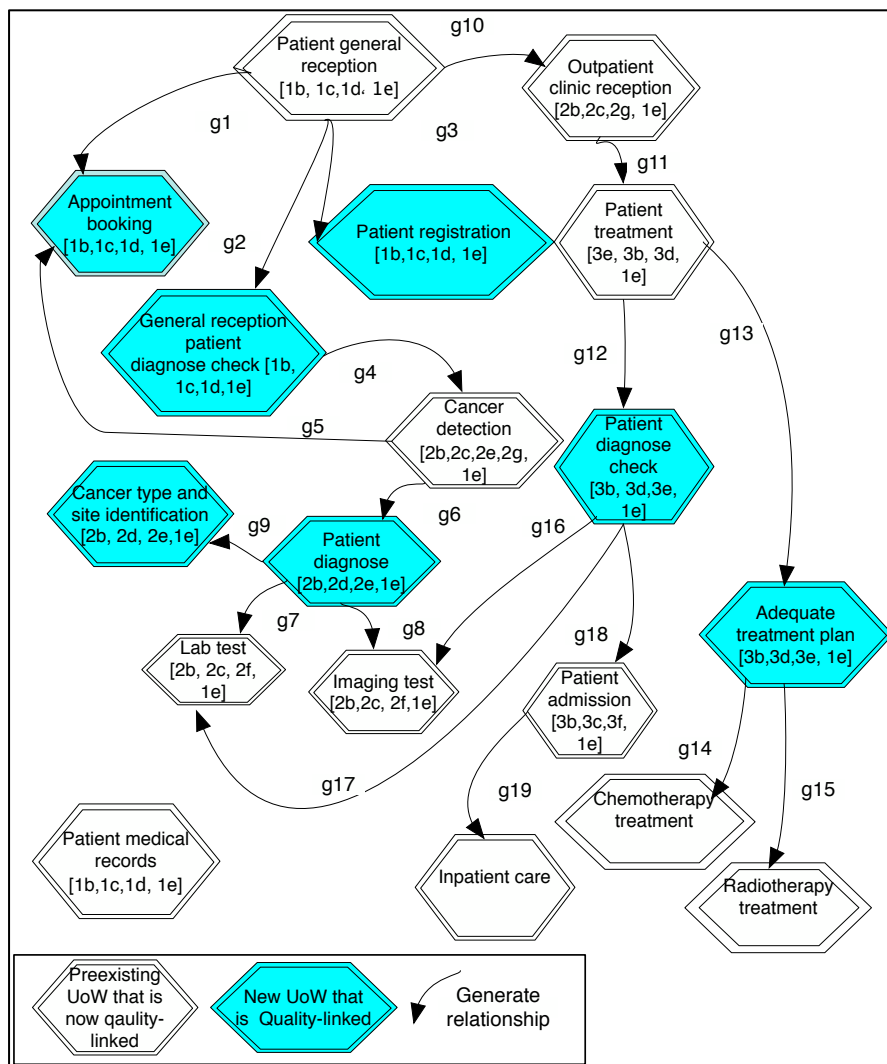 g10
Patient general
reception
[1b, 1c,1d, 1e]
Outpatient
clinic reception
[2b,2c,2g, 1e]
g1
g3
g11
Appointment
booking
[1b,1c,1d, 1e]
g2
Patient registration
[1b,1c,1d, 1e]
Patient
treatment
[3e, 3b, 3d,
1e]
General reception
patient
diagnose check [1b,
1c,1d,1e]
g4
g12
g13
g5
Cancer
detection
[2b,2c,2e,2g,
1e]
Patient
diagnose
check
[3b, 3d,3e,
1e]
Cancer type and
site identification
[2b, 2d, 2e,1e]
g9
g6
g16
Patient
diagnose
[2b,2d,2e,1e]
g7
g8
g18
Adequate
treatment plan
[3b,3d,3e, 1e]
Lab test
[2b, 2c, 2f,
1e]
Imaging test
[2b,2c, 2f,1e]
Patient
admission
[3b,3c,3f,
1e]
g17
g19
g14
g15
Chemotherapy
treatment
Patient medical
records
[1b,1c,1d, 1e]
Inpatient care
Radiotherapy
treatment
Preexisting
UoW that is
now qaulity-
linked
New UoW that
is Quality-linked
Generate
relationship